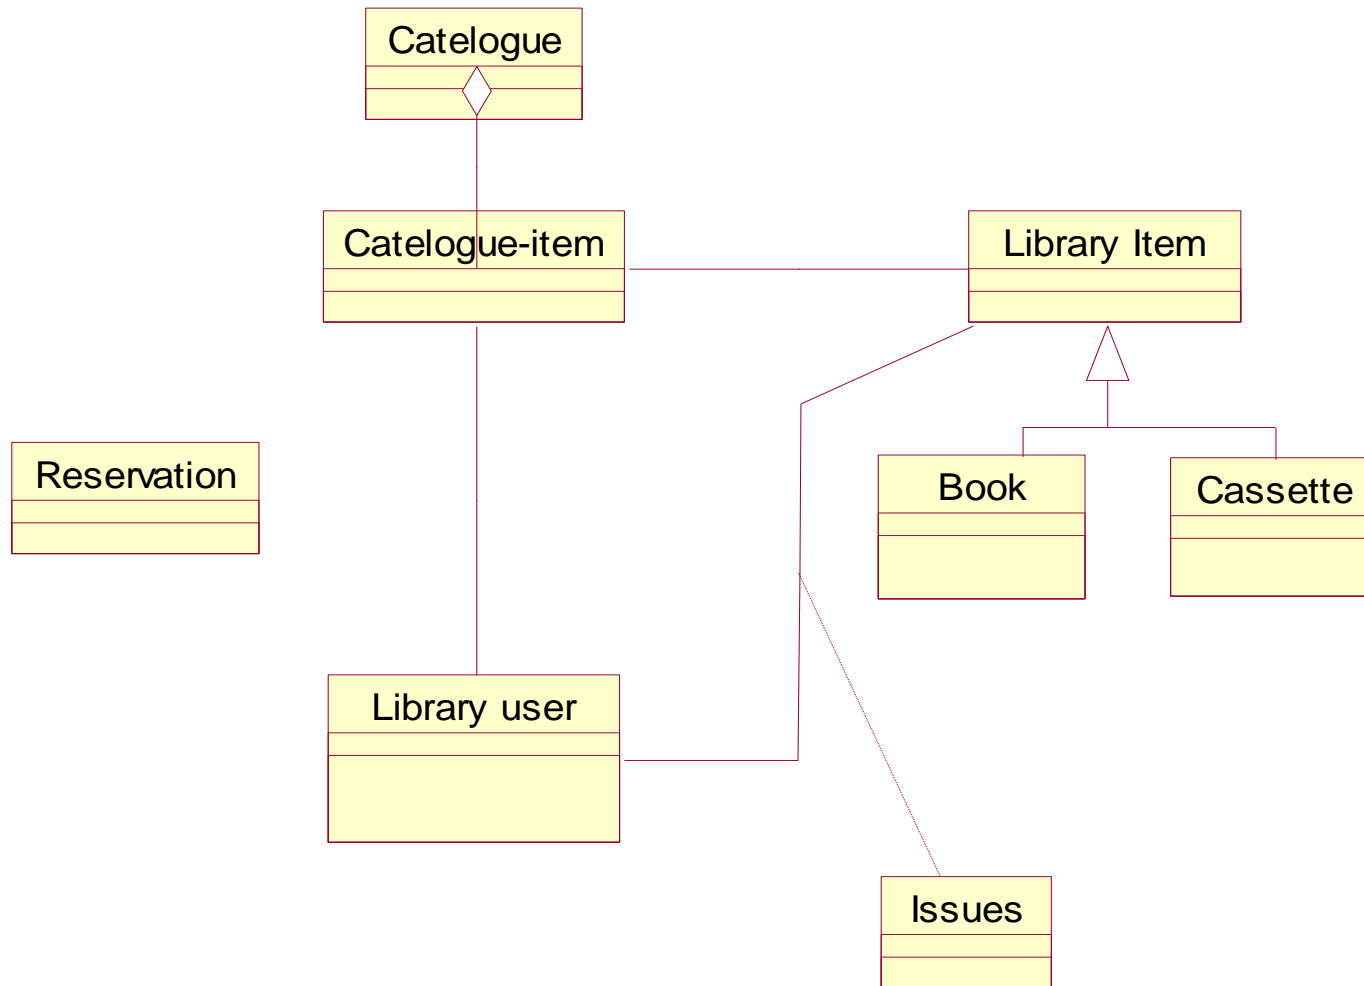 Catelogue
Catelogue-item
Library Item
Reservation
Book
Cassette
Library user
Issues